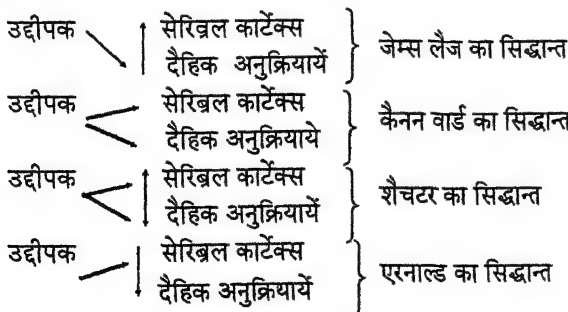 उद्दीपक सेरिब्रल कार्टेक्स
दैहिक अनुक्रियायें } जेम्स लैज का सिद्धान्त
उद्दीपक सेरिब्रल कार्टेक्स
दैहिक अनुक्रियाये } कैनन वार्ड का सिद्धान्त
उद्दीपक सेरिब्रल कार्टेक्स
दैहिक अनुक्रियायें } शैचटर का सिद्धान्त
उद्दीपक सेरिब्रल कार्टेक्स
दैहिक अनुक्रियायें } एरनाल्ड का सिद्धान्त